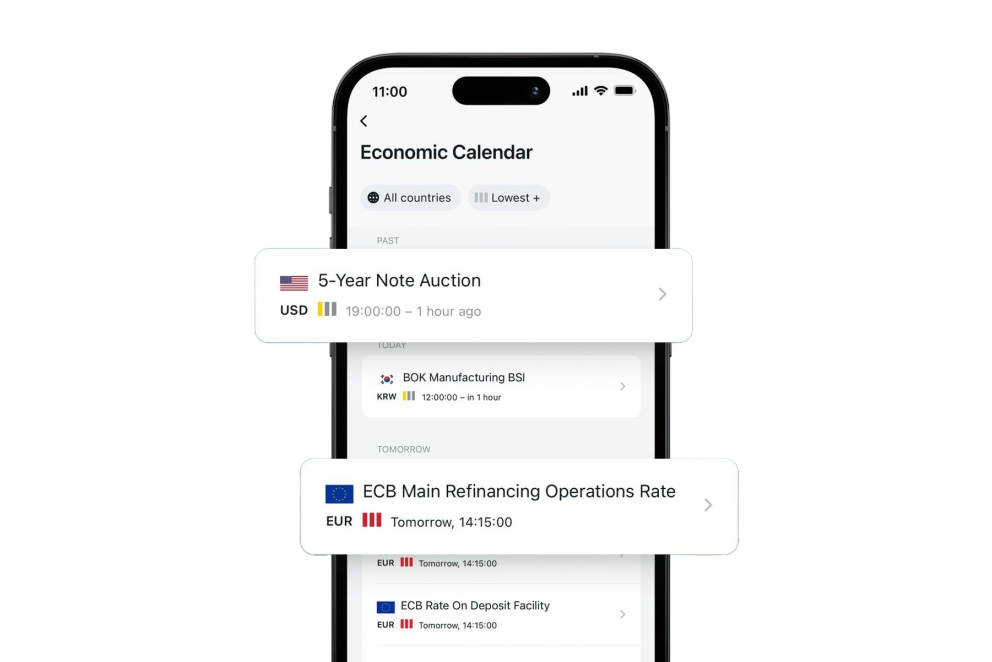 11:00
Economic Calendar
All countries
Lowest +
PAST
5-Year Note Auction
USD 19:00:00 – 1 hour ago
TODAY
BOK Manufacturing BSI
KRW 12:00:00 – in 1 hour
TOMORROW
ECB Main Refinancing Operations Rate
EUR Tomorrow, 14:15:00
EUR Tomorrow, 14:15:00
ECB Rate On Deposit Facility
EUR Tomorrow, 14:15:00